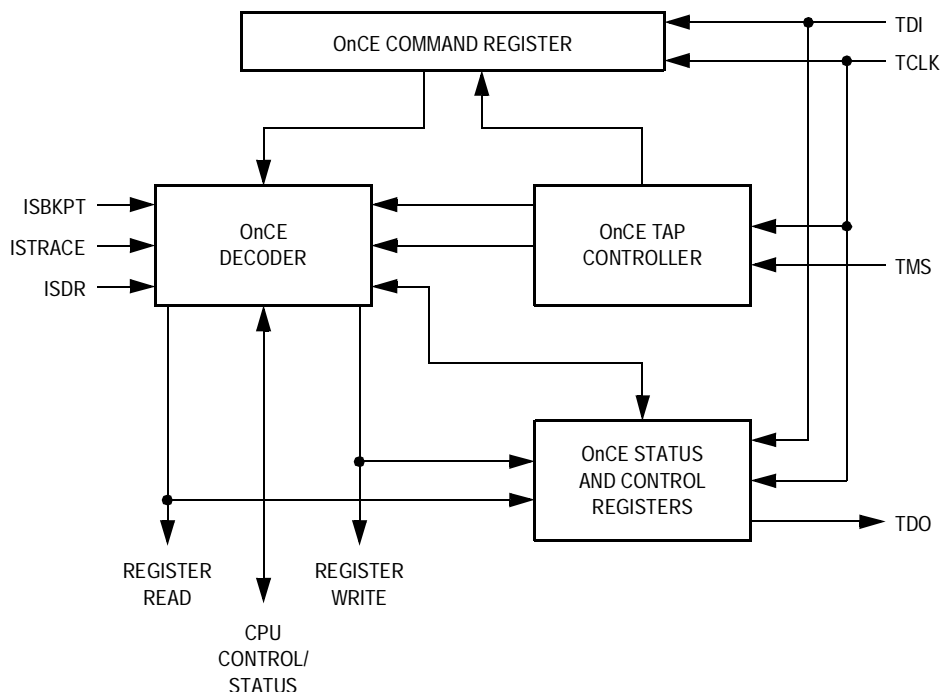 OnCE COMMAND REGISTER
TDI
TCLK
ISBKPT
ISTRACE
ISDR
OnCE
DECODER
OnCE TAP
CONTROLLER
TMS
OnCE STATUS
AND CONTROL
REGISTERS
TDO
REGISTER
READ
REGISTER
WRITE
CPU
CONTROL/
STATUS